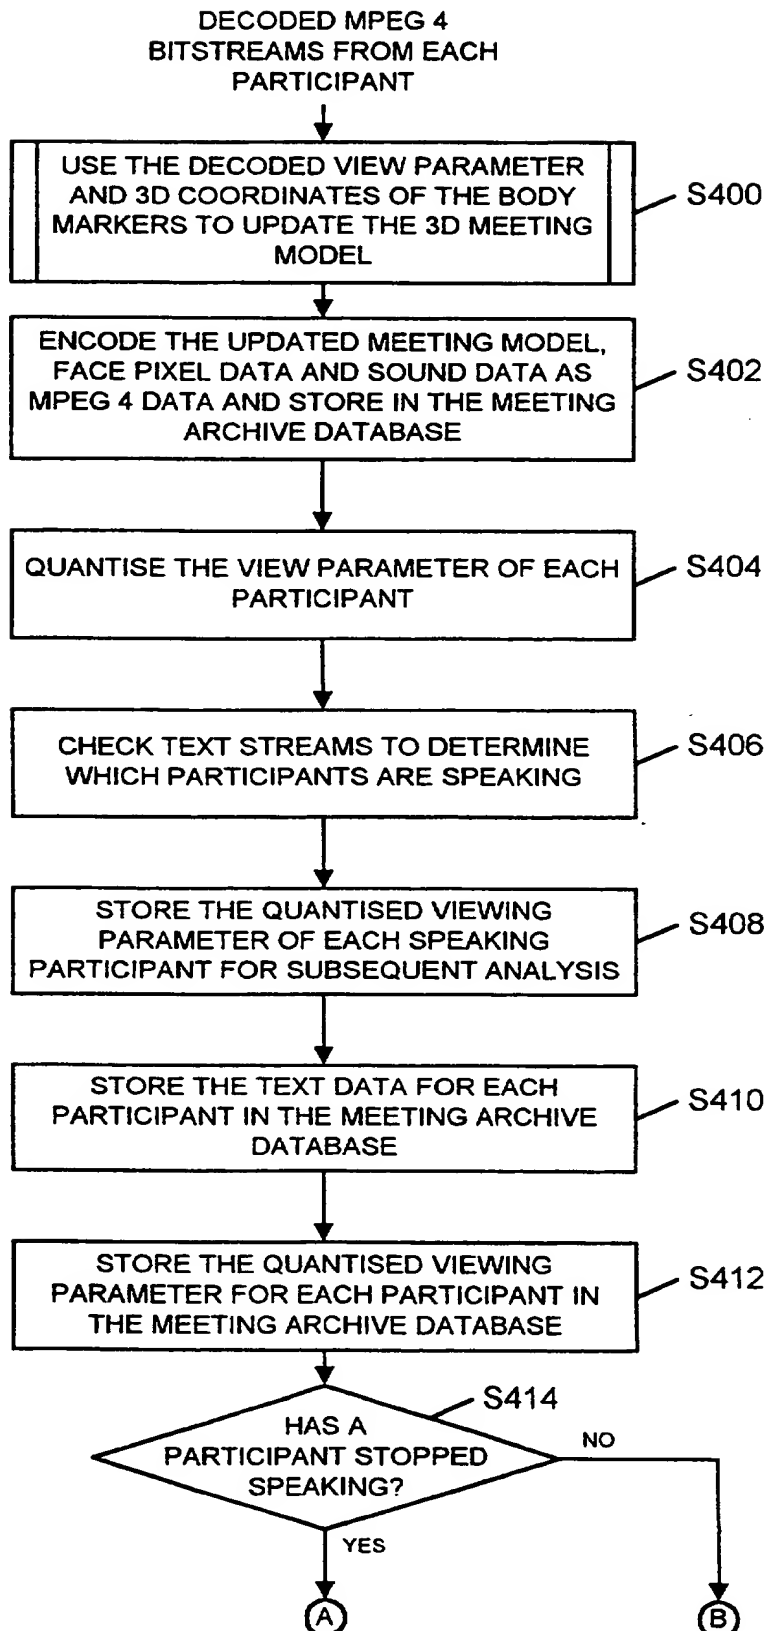 DECODED MPEG 4
BITSTREAMS FROM EACH
PARTICIPANT
USE THE DECODED VIEW PARAMETER
AND 3D COORDINATES OF THE BODY
MARKERS TO UPDATE THE 3D MEETING
MODEL
S400
ENCODE THE UPDATED MEETING MODEL,
FACE PIXEL DATA AND SOUND DATA AS
MPEG 4 DATA AND STORE IN THE MEETING
ARCHIVE DATABASE
S402
QUANTISE THE VIEW PARAMETER OF EACH
PARTICIPANT
S404
CHECK TEXT STREAMS TO DETERMINE
WHICH PARTICIPANTS ARE SPEAKING
S406
STORE THE QUANTISED VIEWING
PARAMETER OF EACH SPEAKING
PARTICIPANT FOR SUBSEQUENT ANALYSIS
S408
STORE THE TEXT DATA FOR EACH
PARTICIPANT IN THE MEETING ARCHIVE
DATABASE
S410
STORE THE QUANTISED VIEWING
PARAMETER FOR EACH PARTICIPANT IN
THE MEETING ARCHIVE DATABASE
S412
S414
HAS A
PARTICIPANT STOPPED
SPEAKING?
NO
YES
A
B